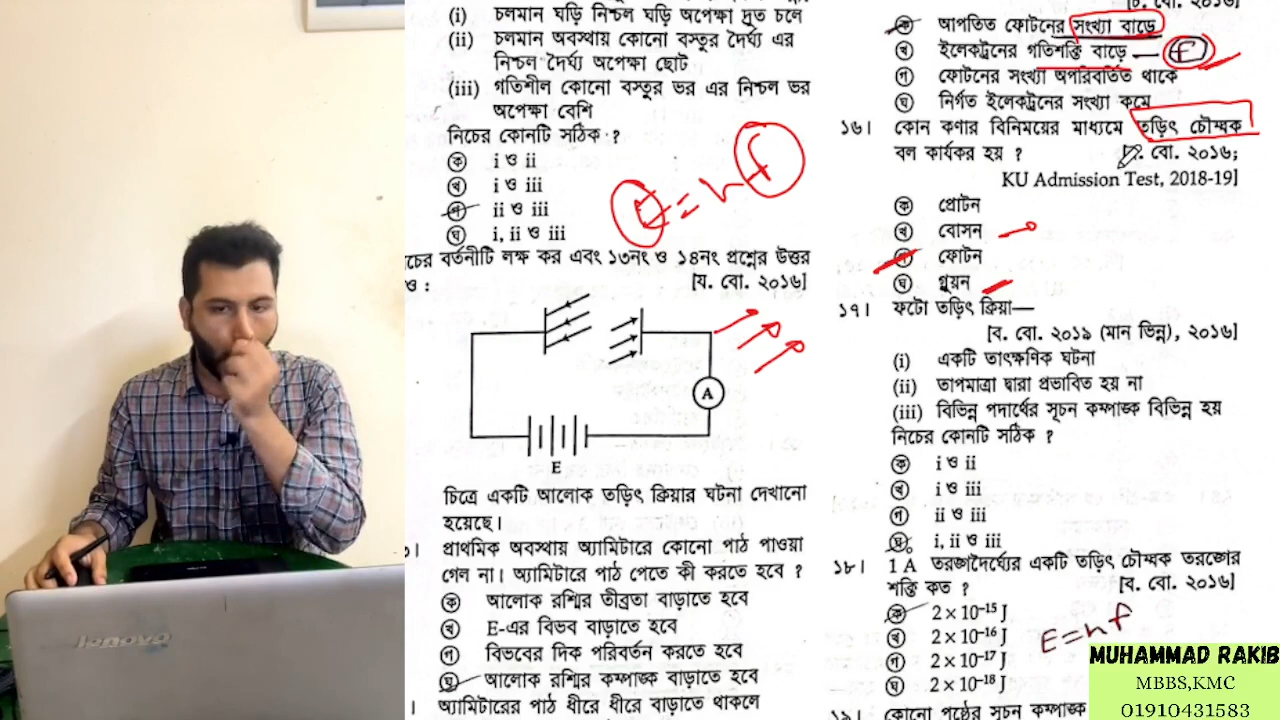 (i) চলমান ঘড়ি নিশ্চল ঘড়ি অপেক্ষা দ্রুত চলে
(ii) চলমান অবস্থায় কোনো বস্তুর দৈর্ঘ্য এর
নিশ্চল দৈর্ঘ্য অপেক্ষা ছোট
(iii) গতিশীল কোনো বস্তুর ভর এর নিশ্চল ভর
অপেক্ষা বেশি
নিচের কোনটি সঠিক ?
ক i ও ii
খ i ও iii
গ ii ও iii
ঘ i, ii ও iii
E=hf
চের বর্তনীটি লক্ষ কর এবং ১৩নং ও ১৪নং প্রশ্নের উত্তর
ও : [য. বো. ২০১৬]
A
E
চিত্রে একটি আলোক তড়িৎ ক্রিয়ার ঘটনা দেখানো
হয়েছে।
প্রাথমিক অবস্থায় অ্যামিটারে কোনো পাঠ পাওয়া
গেল না। অ্যামিটারে পাঠ পেতে কী করতে হবে ?
ক আলোক রশ্মির তীব্রতা বাড়াতে হবে
খ E-এর বিভব বাড়াতে হবে
গ বিভবের দিক পরিবর্তন করতে হবে
ঘ আলোক রশ্মির কম্পাঙ্ক বাড়াতে হবে
। অ্যামিটারের পাঠ ধীরে ধীরে বাড়াতে থাকলে
বো. ২০১৬]
ক আপতিত ফোটনের সংখ্যা বাড়ে
খ ইলেকট্রনের গতিশক্তি বাড়ে — f
গ ফোটনের সংখ্যা অপরিবর্তিত থাকে
ঘ নির্গত ইলেকট্রনের সংখ্যা কমে
১৬। কোন কণার বিনিময়ের মাধ্যমে তড়িৎ চৌম্বক
বল কার্যকর হয় ? বো. ২০১৬;
KU Admission Test, 2018-19]
ক প্রোটন
খ বোসন
গ ফোটন
ঘ গ্লুয়ন
১৭। ফটো তড়িৎ ক্রিয়া—
[ব. বো. ২০১৯ (মান ভিন্ন), ২০১৬]
(i) একটি তাৎক্ষণিক ঘটনা
(ii) তাপমাত্রা দ্বারা প্রভাবিত হয় না
(iii) বিভিন্ন পদার্থের সূচন কম্পাঙ্ক বিভিন্ন হয়
নিচের কোনটি সঠিক ?
ক i ও ii
খ i ও iii
গ ii ও iii
ঘ i, ii ও iii
১৮। 1 A তরঙ্গদৈর্ঘ্যের একটি তড়িৎ চৌম্বক তরঙ্গের
শক্তি কত ? [ব. বো. ২০১৬]
ক 2 × 10⁻¹⁵ J
খ 2 × 10⁻¹⁶ J
গ 2 × 10⁻¹⁷ J
ঘ 2 × 10⁻¹⁸ J
E=hf
১৯। কোনো পৃষ্ঠের সূচন কম্পাঙ্ক
MUHAMMAD RAKIB
MBBS,KMC
01910431583
lenovo